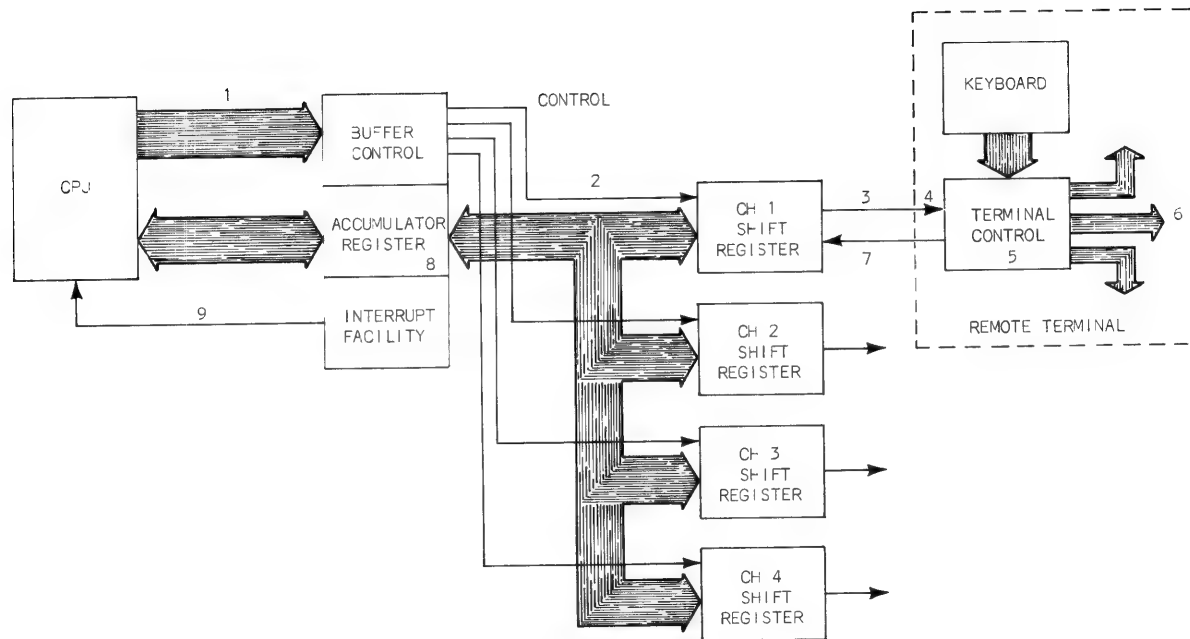 1
CPU
BUFFER
CONTROL
CONTROL
ACCUMULATOR
REGISTER
8
INTERRUPT
FACILITY
9
2
CH 1
SHIFT
REGISTER
3
7
KEYBOARD
4
TERMINAL
CONTROL
5
6
REMOTE TERMINAL
CH 2
SHIFT
REGISTER
CH 3
SHIFT
REGISTER
CH 4
SHIFT
REGISTER